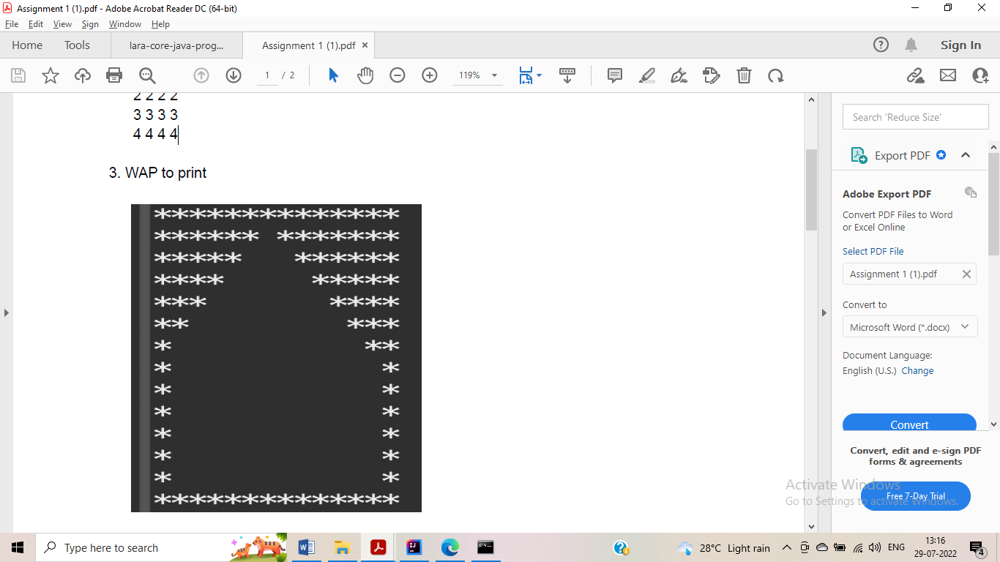 Assignment 1 (1).pdf - Adobe Acrobat Reader DC (64-bit)
File Edit View Sign Window Help
Home Tools lara-core-java-prog... Assignment 1 (1).pdf × Sign In
1 / 2 119%
2 2 2 2
3 3 3 3
4 4 4 4
3. WAP to print
**************
****** *******
*****   ******
****     *****
***       ****
**         ***
*           **
*            *
*            *
*            *
*            *
*            *
*            *
**************
Search 'Reduce Size'
Export PDF
Adobe Export PDF
Convert PDF Files to Word
or Excel Online
Select PDF File
Assignment 1 (1).pdf
Convert to
Microsoft Word (*.docx)
Document Language:
English (U.S.) Change
Convert
Convert, edit and e-sign PDF
forms & agreements
Free 7-Day Trial
Activate Windows
Go to Settings to activate Windows.
Type here to search
28°C Light rain
ENG
13:16
29-07-2022
4